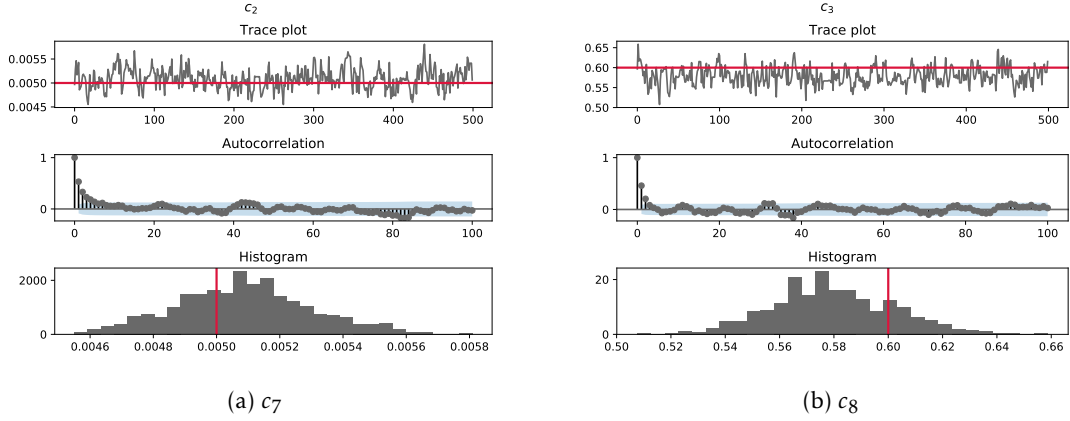 c2
Trace plot
0.0055
0.0050
0.0045
0 100 200 300 400 500
Autocorrelation
1
0
0 20 40 60 80 100
Histogram
2000
0
0.0046 0.0048 0.0050 0.0052 0.0054 0.0056 0.0058
(a) c7
c3
Trace plot
0.65
0.60
0.55
0.50
0 100 200 300 400 500
Autocorrelation
1
0
0 20 40 60 80 100
Histogram
20
0
0.50 0.52 0.54 0.56 0.58 0.60 0.62 0.64 0.66
(b) c8